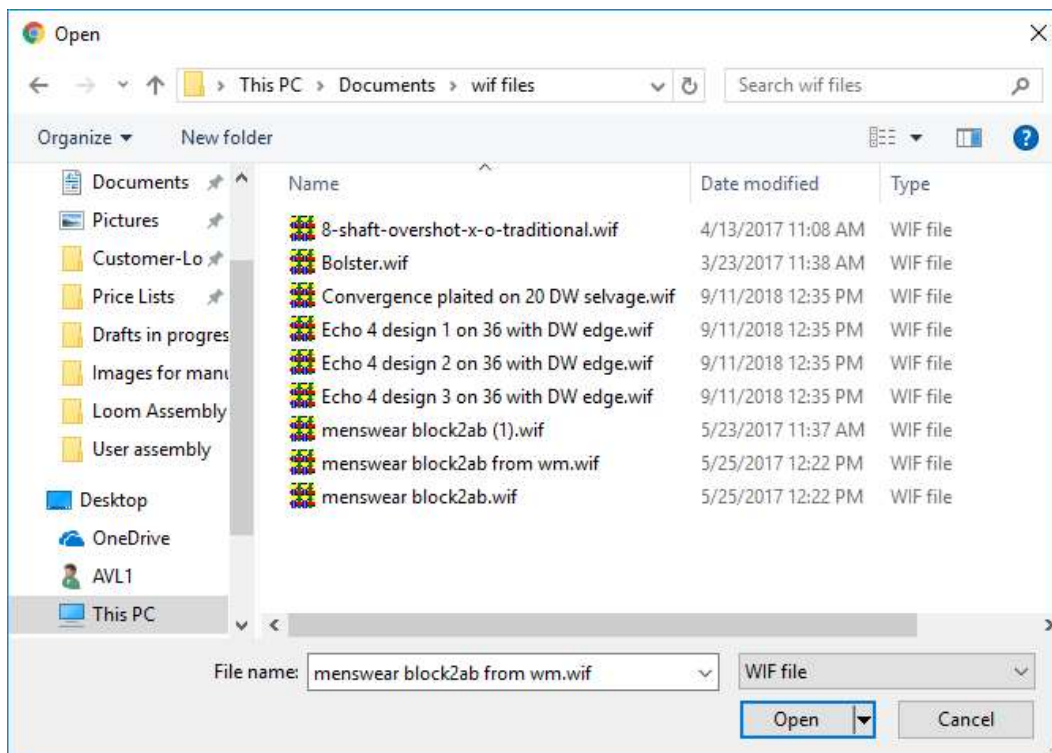 Open
This PC > Documents > wif files
Search wif files
Organize
New folder
Name
Date modified
Type
Documents
Pictures
Customer-Lo
Price Lists
Drafts in progres
Images for manu
Loom Assembly
User assembly
Desktop
OneDrive
AVL1
This PC
8-shaft-overshot-x-o-traditional.wif 4/13/2017 11:08 AM WIF file
Bolster.wif 3/23/2017 11:38 AM WIF file
Convergence plaited on 20 DW selvage.wif 9/11/2018 12:35 PM WIF file
Echo 4 design 1 on 36 with DW edge.wif 9/11/2018 12:35 PM WIF file
Echo 4 design 2 on 36 with DW edge.wif 9/11/2018 12:35 PM WIF file
Echo 4 design 3 on 36 with DW edge.wif 9/11/2018 12:35 PM WIF file
menswear block2ab (1).wif 5/23/2017 11:37 AM WIF file
menswear block2ab from wm.wif 5/25/2017 12:22 PM WIF file
menswear block2ab.wif 5/25/2017 12:22 PM WIF file
File name: menswear block2ab from wm.wif
WIF file
Open
Cancel